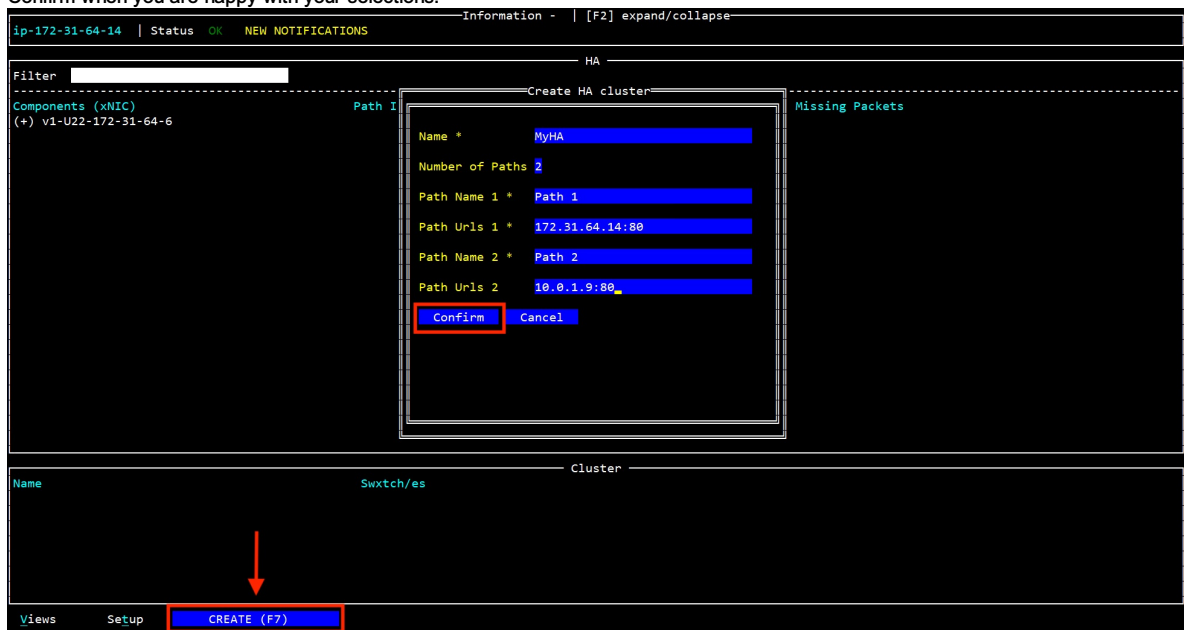 Confirm when you are happy with your selections.
Information - | [F2] expand/collapse
ip-172-31-64-14 | Status OK NEW NOTIFICATIONS
HA
Filter
Create HA cluster
Components (xNIC) Path I Missing Packets
(+) v1-U22-172-31-64-6
Name * MyHA
Number of Paths 2
Path Name 1 * Path 1
Path Urls 1 * 172.31.64.14:80
Path Name 2 * Path 2
Path Urls 2 10.0.1.9:80
Confirm Cancel
Cluster
Name Swxtch/es
Views Setup CREATE (F7)